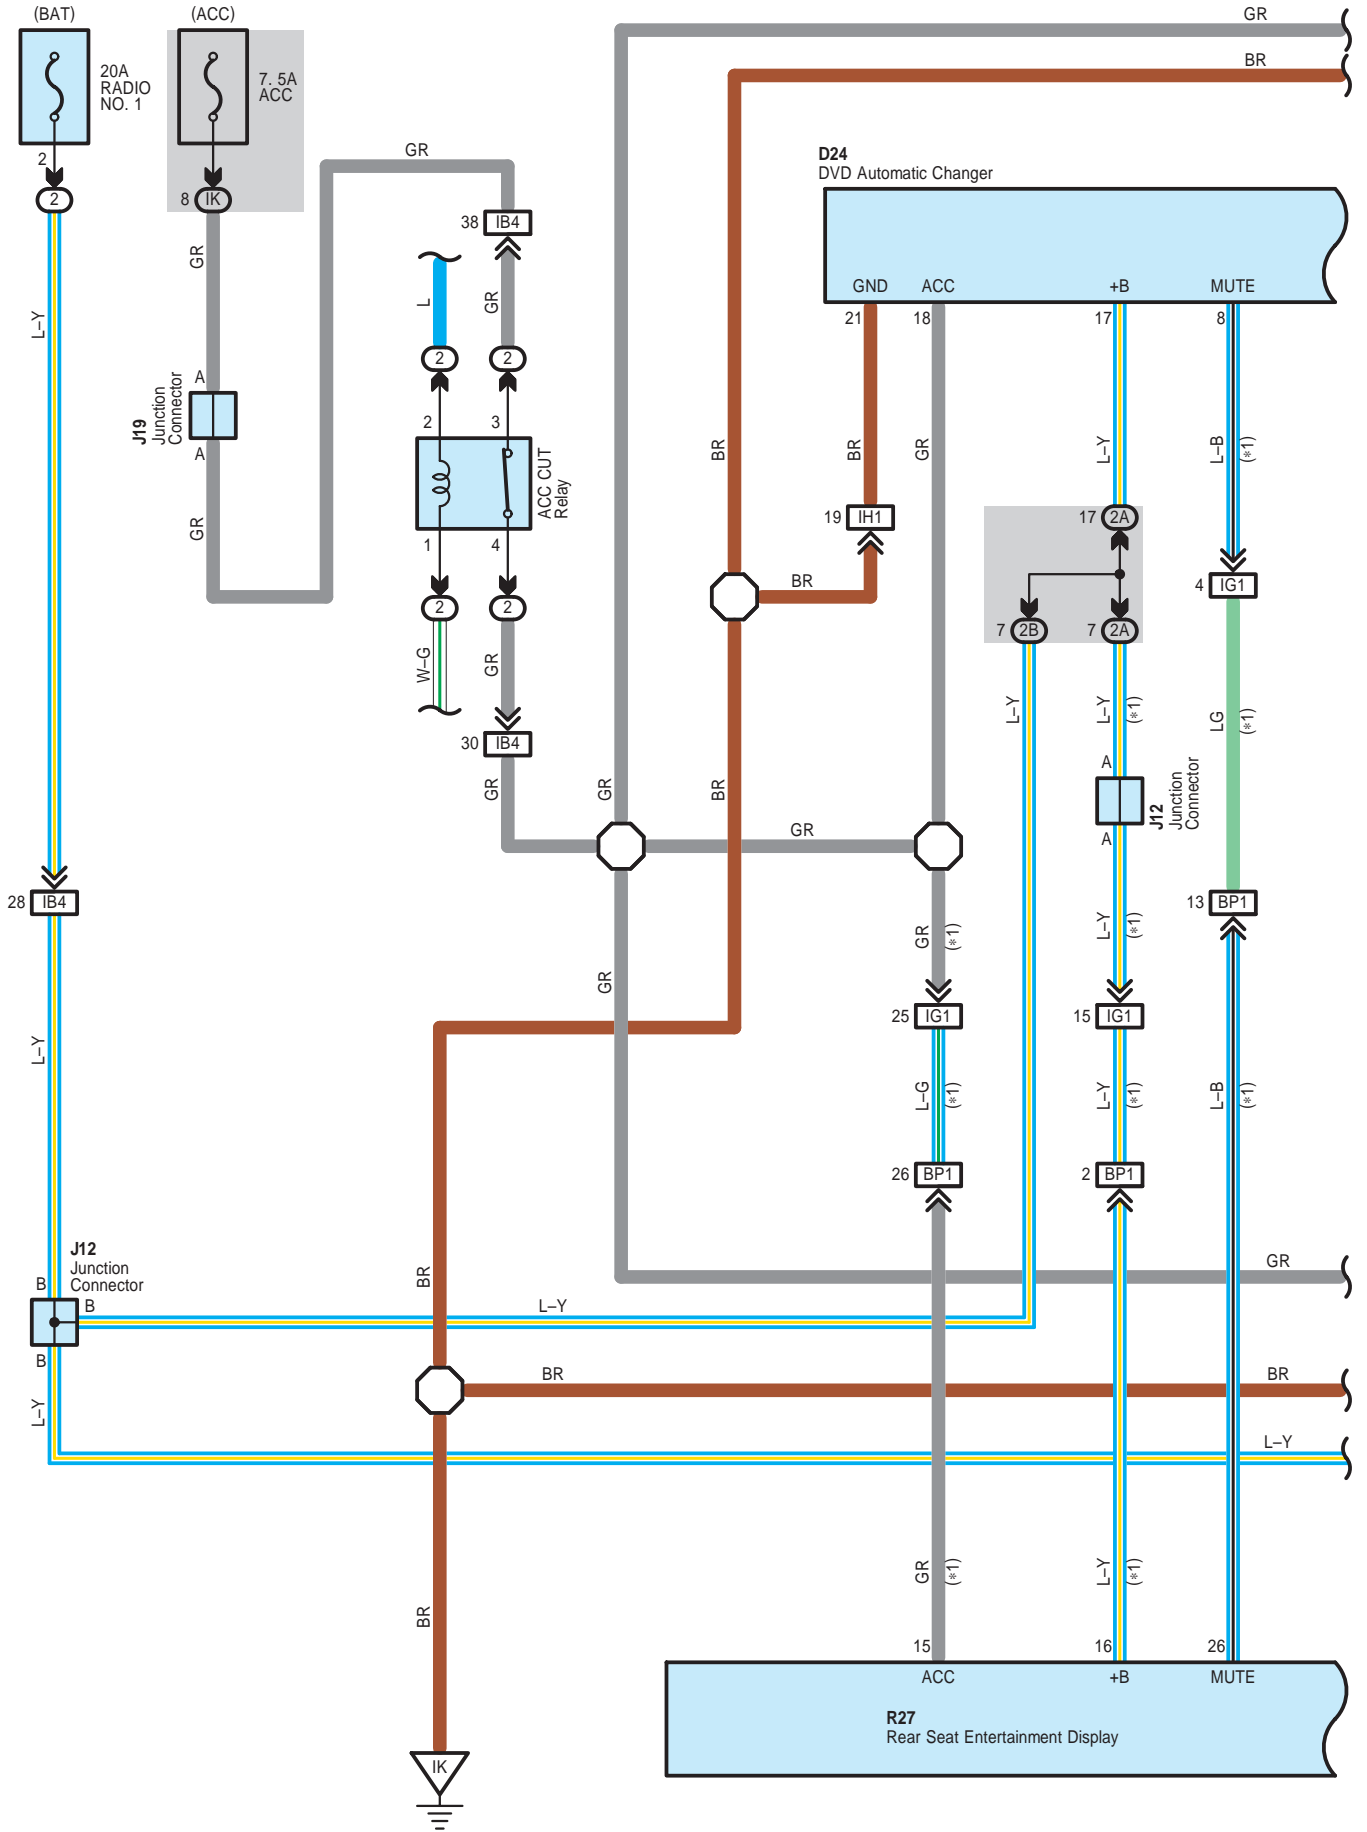 (BAT)
(ACC)
GR
BR
20A
RADIO
NO. 1
7. 5A
ACC
2
2
8
IK
GR
38
IB4
D24
DVD Automatic Changer
GND
ACC
+B
MUTE
21
18
17
8
GR
L
GR
L–Y
2
2
A
J19
Junction
Connector
A
2
3
ACC CUT
Relay
1
4
GR
BR
BR
GR
L–Y
L–B
(*1)
19
IH1
17
2A
BR
4
IG1
2
2
7
2B
7
2A
W–G
GR
L–Y
L–Y
(*1)
LG
(*1)
30
IB4
GR
GR
BR
GR
A
J12
Junction
Connector
A
28
IB4
13
BP1
GR
(*1)
L–Y
(*1)
GR
25
IG1
15
IG1
L–Y
L–G
(*1)
L–Y
(*1)
L–B
(*1)
26
BP1
2
BP1
J12
Junction
Connector
B
B
B
BR
GR
L–Y
BR
BR
L–Y
L–Y
BR
GR
(*1)
L–Y
(*1)
15
16
26
ACC
+B
MUTE
R27
Rear Seat Entertainment Display
IK